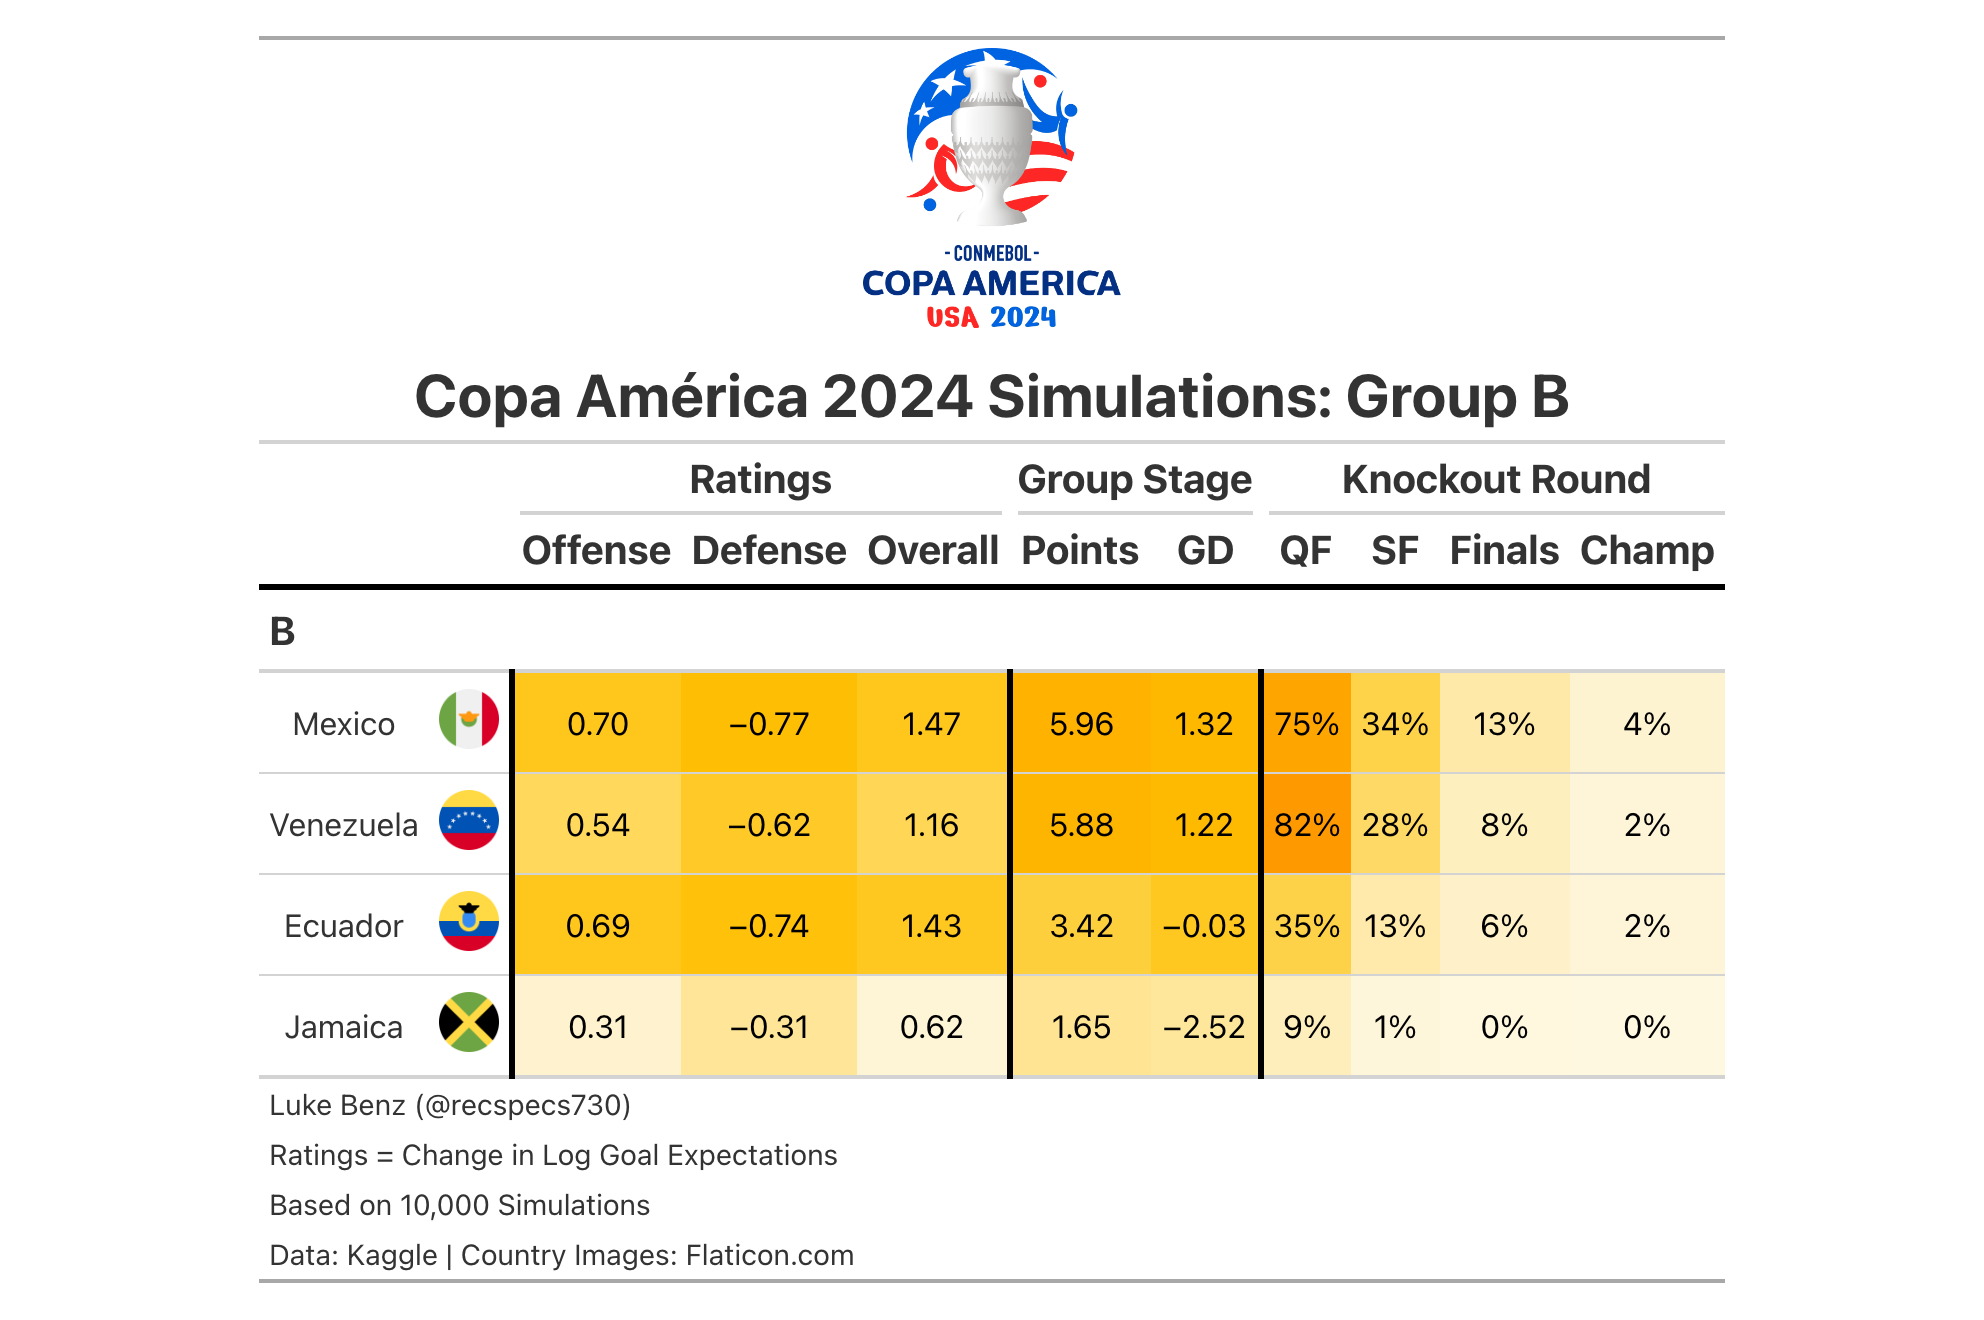 - CONMEBOL -
COPA AMERICA
USA 2024
Copa América 2024 Simulations: Group B
Ratings Group Stage Knockout Round
Offense Defense Overall Points GD QF SF Finals Champ
B
Mexico 0.70 −0.77 1.47 5.96 1.32 75% 34% 13% 4%
Venezuela 0.54 −0.62 1.16 5.88 1.22 82% 28% 8% 2%
Ecuador 0.69 −0.74 1.43 3.42 −0.03 35% 13% 6% 2%
Jamaica 0.31 −0.31 0.62 1.65 −2.52 9% 1% 0% 0%
Luke Benz (@recspecs730)
Ratings = Change in Log Goal Expectations
Based on 10,000 Simulations
Data: Kaggle | Country Images: Flaticon.com